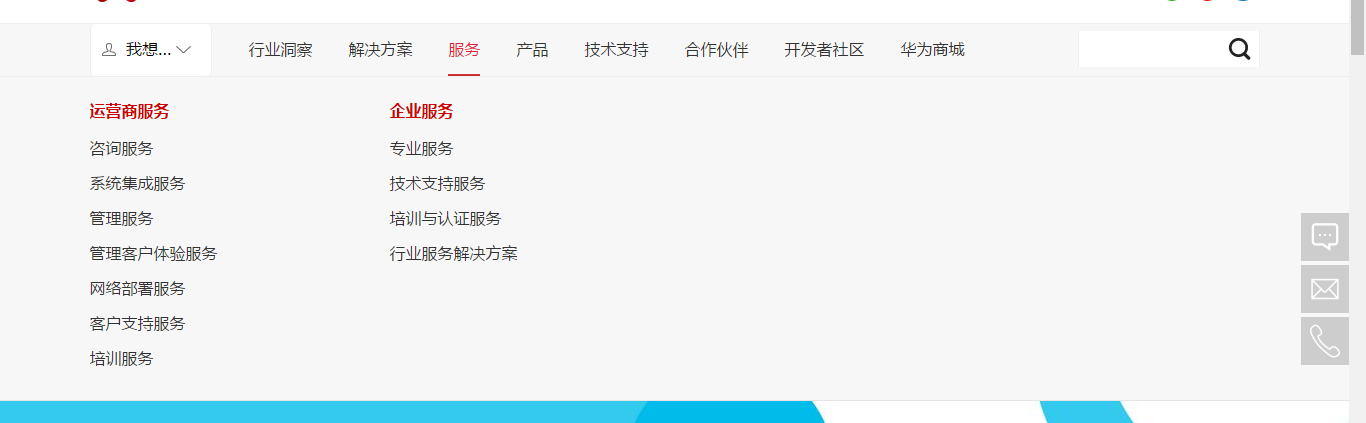 我想... 行业洞察 解决方案 服务 产品 技术支持 合作伙伴 开发者社区 华为商城
运营商服务
咨询服务
系统集成服务
管理服务
管理客户体验服务
网络部署服务
客户支持服务
培训服务
企业服务
专业服务
技术支持服务
培训与认证服务
行业服务解决方案